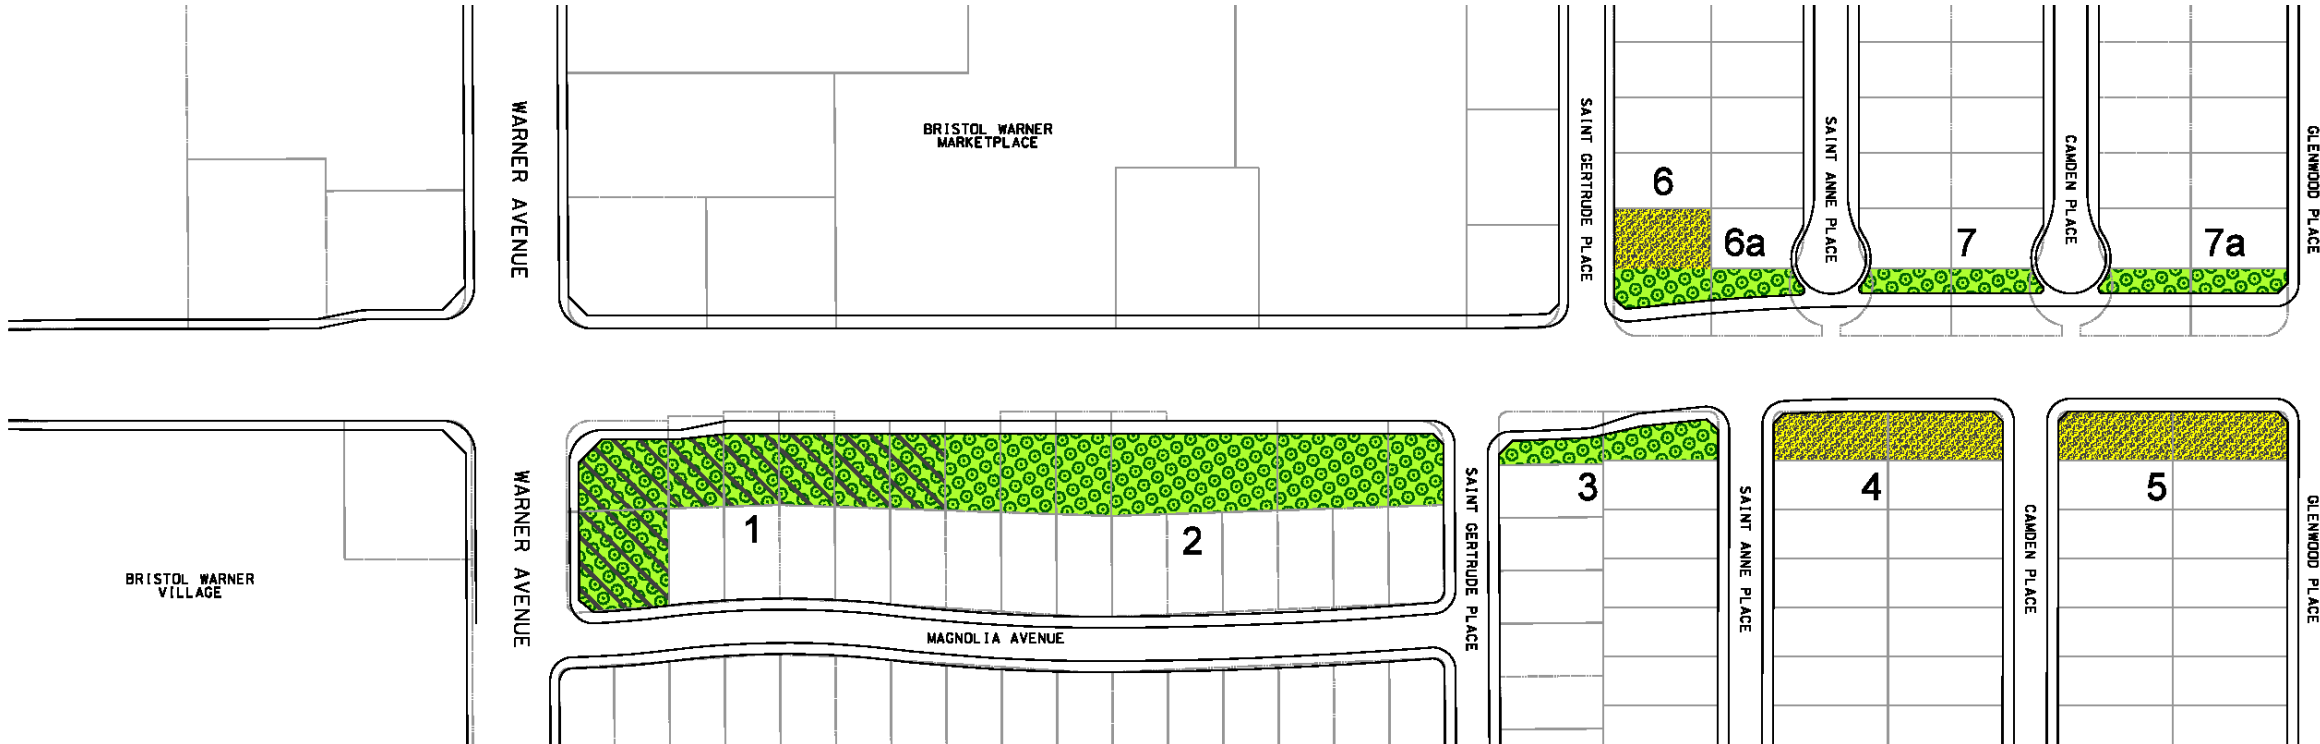 WARNER AVENUE
BRISTOL WARNER
MARKETPLACE
SAINT GERTRUDE PLACE
6
6a
SAINT ANNE PLACE
7
CAMDEN PLACE
7a
GLENWOOD PLACE
BRISTOL WARNER
VILLAGE
WARNER AVENUE
1
2
MAGNOLIA AVENUE
SAINT GERTRUDE PLACE
3
SAINT ANNE PLACE
4
CAMDEN PLACE
5
GLENWOOD PLACE